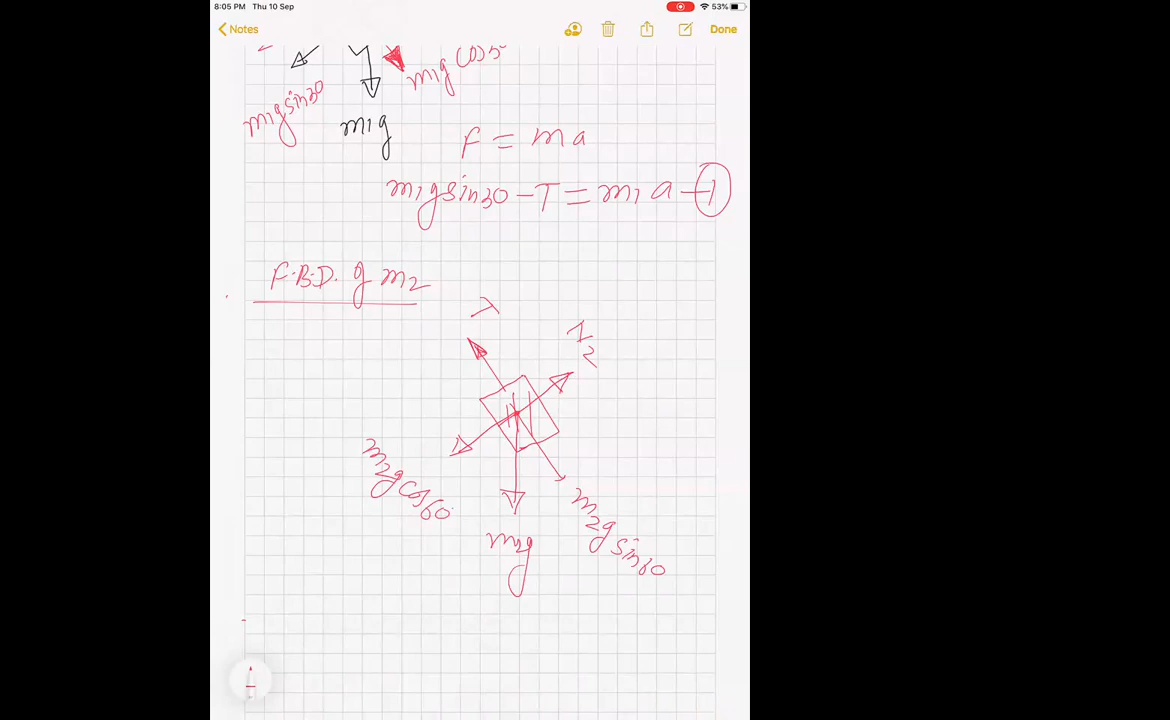 8:05 PM Thu 10 Sep
53%
Notes
Done
m1g cos30
m1g sin30
m1g
F = ma
m1g sin30 - T = m1 a - 1
F.B.D. of m2
T
N2
m2g cos60
m2g sin60
m2g